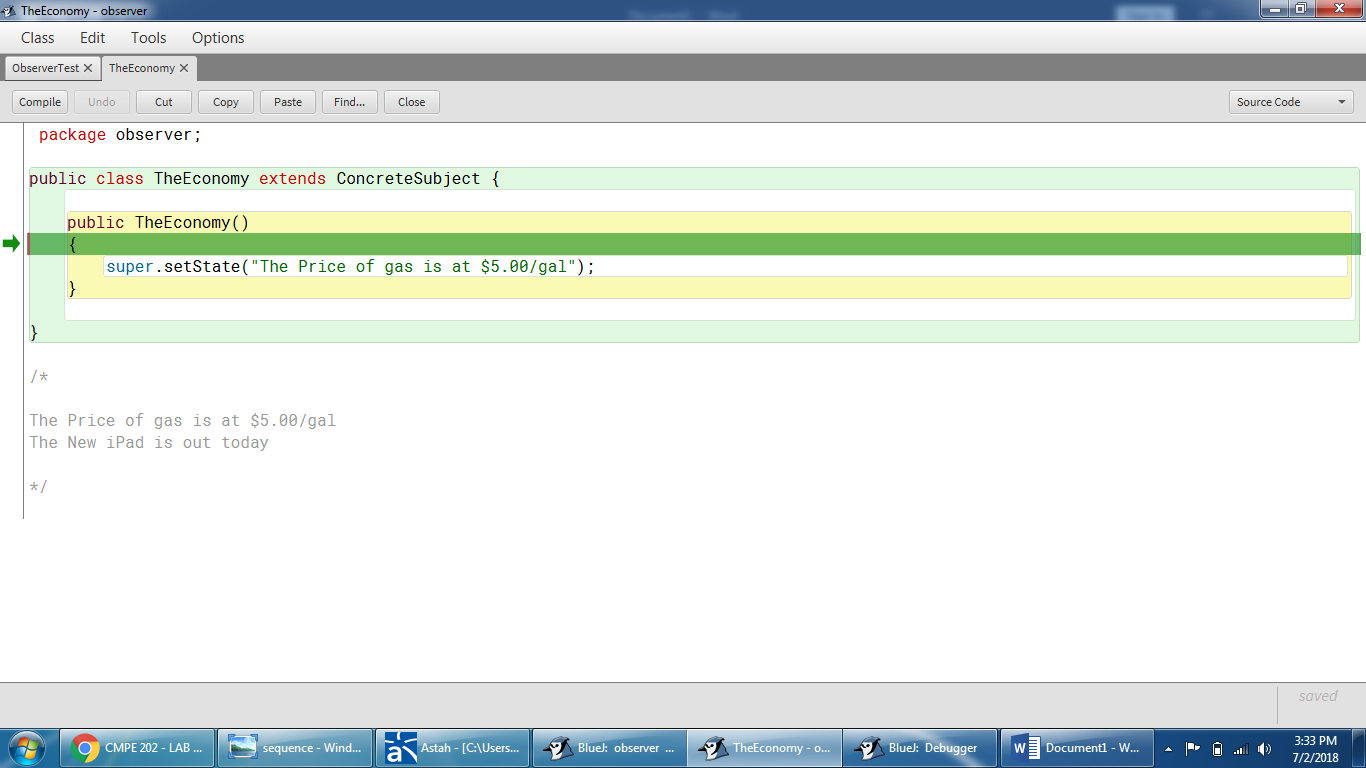 TheEconomy - observer
Class Edit Tools Options
ObserverTest TheEconomy
Compile Undo Cut Copy Paste Find... Close Source Code
package observer;
public class TheEconomy extends ConcreteSubject {
public TheEconomy()
{
super.setState("The Price of gas is at $5.00/gal");
}
}
/*
The Price of gas is at $5.00/gal
The New iPad is out today
*/
saved
CMPE 202 - LAB ... sequence - Wind... Astah - [C:\Users... BlueJ: observer ... TheEconomy - o... BlueJ: Debugger Document1 - W... 3:33 PM
7/2/2018